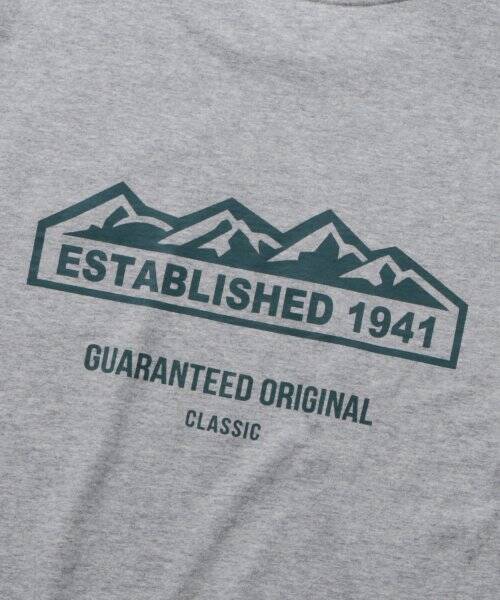 ESTABLISHED 1941
GUARANTEED ORIGINAL
CLASSIC